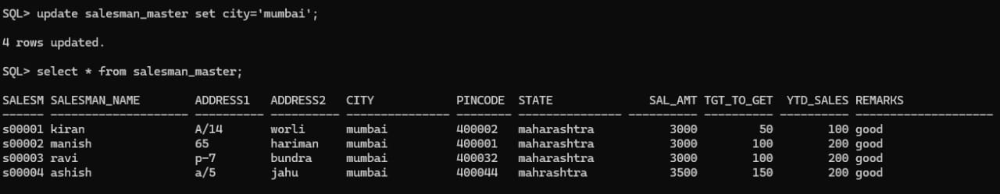 SQL> update salesman_master set city='mumbai';
4 rows updated.
SQL> select * from salesman_master;
SALESM SALESMAN_NAME        ADDRESS1   ADDRESS2   CITY            PINCODE  STATE              SAL_AMT TGT_TO_GET  YTD_SALES REMARKS
------ -------------------- ---------- ---------- --------------- -------- --------------- ---------- ---------- ---------- --------------------
s00001 kiran                A/14       worli      mumbai          400002   maharashtra           3000         50        100 good
s00002 manish               65         hariman    mumbai          400001   maharashtra           3000        100        200 good
s00003 ravi                 p-7        bundra     mumbai          400032   maharashtra           3000        100        200 good
s00004 ashish               a/5        jahu       mumbai          400044   mahrashtra            3500        150        200 good